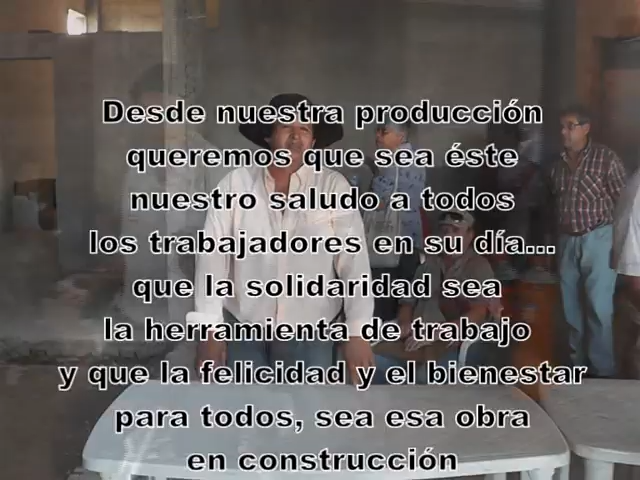 Desde nuestra producción
queremos que sea éste
nuestro saludo a todos
los trabajadores en su día...
que la solidaridad sea
la herramienta de trabajo
y que la felicidad y el bienestar
para todos, sea esa obra
en construcción